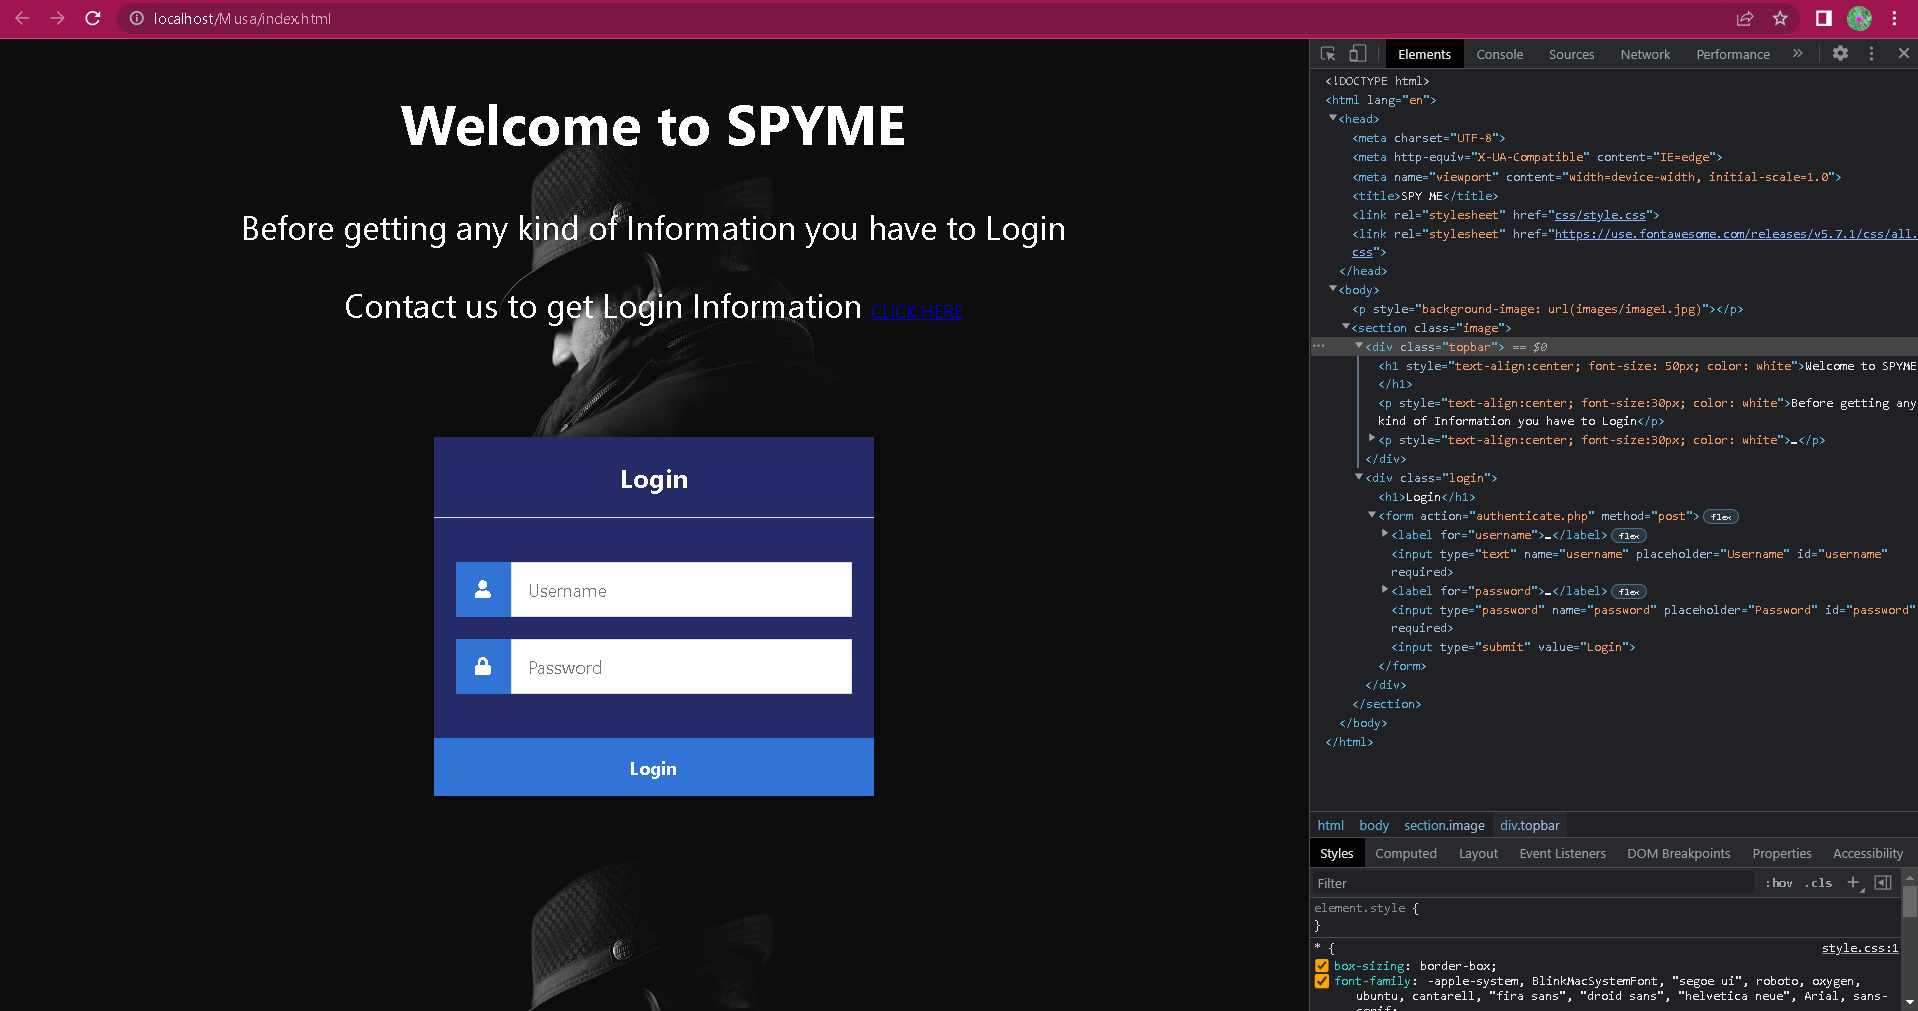 localhost/Musa/index.html
Welcome to SPYME
Before getting any kind of Information you have to Login
Contact us to get Login Information CLICK HERE
Login
Username
Password
Login
Elements Console Sources Network Performance »
<!DOCTYPE html>
<html lang="en">
<head>
<meta charset="UTF-8">
<meta http-equiv="X-UA-Compatible" content="IE=edge">
<meta name="viewport" content="width=device-width, initial-scale=1.0">
<title>SPY ME</title>
<link rel="stylesheet" href="css/style.css">
<link rel="stylesheet" href="https://use.fontawesome.com/releases/v5.7.1/css/all.
css">
</head>
<body>
<p style="background-image: url(images/image1.jpg)"></p>
<section class="image">
<div class="topbar"> == $0
<h1 style="text-align:center; font-size: 50px; color: white">Welcome to SPYME
</h1>
<p style="text-align:center; font-size:30px; color: white">Before getting any
kind of Information you have to Login</p>
<p style="text-align:center; font-size:30px; color: white">…</p>
</div>
<div class="login">
<h1>Login</h1>
<form action="authenticate.php" method="post"> flex
<label for="username">…</label> flex
<input type="text" name="username" placeholder="Username" id="username"
required>
<label for="password">…</label> flex
<input type="password" name="password" placeholder="Password" id="password"
required>
<input type="submit" value="Login">
</form>
</div>
</section>
</body>
</html>
html body section.image div.topbar
Styles Computed Layout Event Listeners DOM Breakpoints Properties Accessibility
Filter :hov .cls
element.style {
}
* { style.css:1
box-sizing: border-box;
font-family: -apple-system, BlinkMacSystemFont, "segoe ui", roboto, oxygen,
ubuntu, cantarell, "fira sans", "droid sans", "helvetica neue", Arial, sans-
serif;